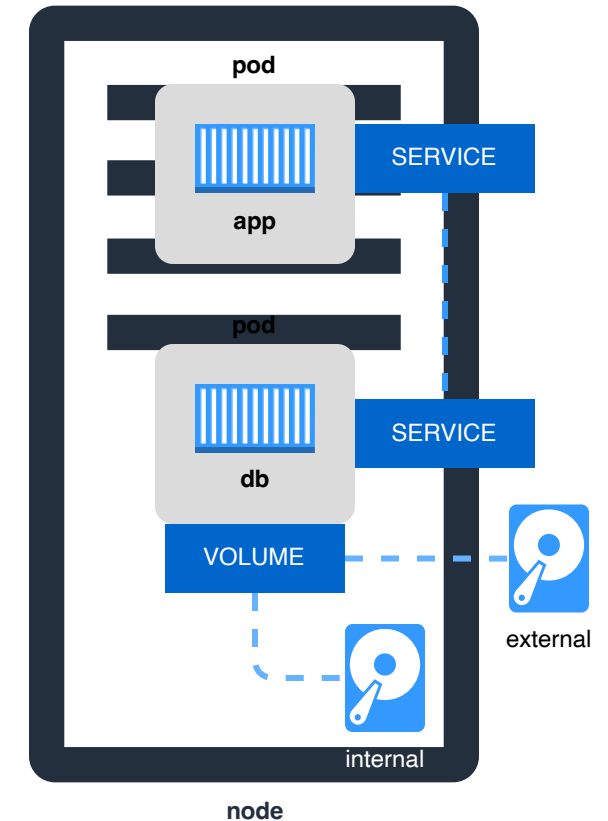 pod
SERVICE
app
pod
SERVICE
db
VOLUME
external
internal
node